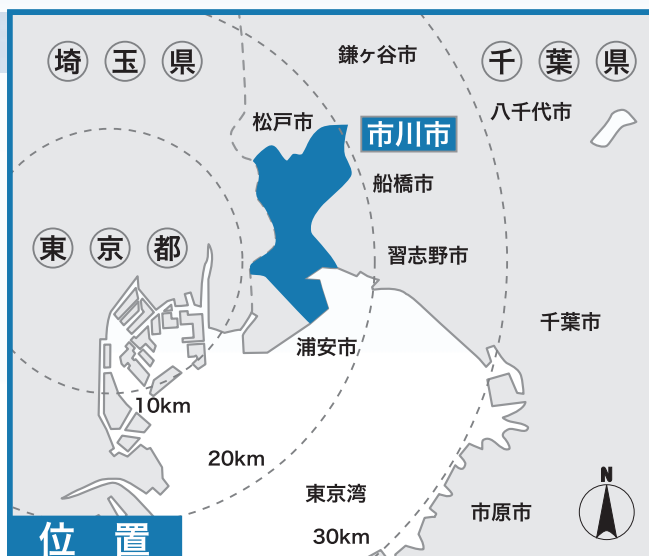 埼玉県
鎌ヶ谷市
千葉県
八千代市
松戸市
市川市
船橋市
東京都
習志野市
千葉市
浦安市
10km
20km
東京湾
30km
市原市
N
位置